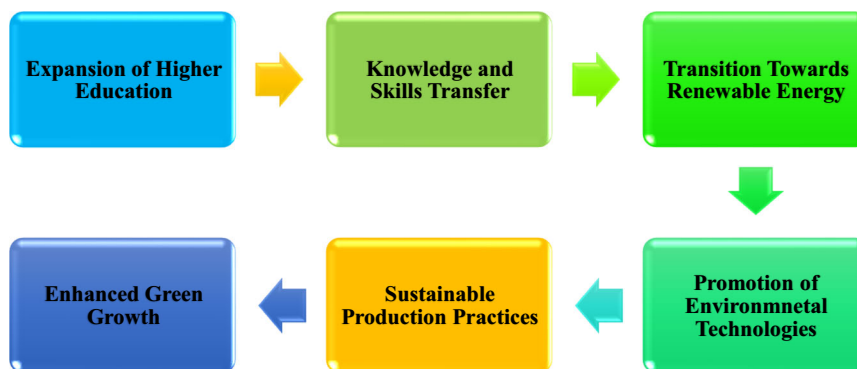 Expansion of Higher
Education
Knowledge and
Skills Transfer
Transition Towards
Renewable Energy
Promotion of
Environmnetal
Technologies
Sustainable
Production Practices
Enhanced Green
Growth